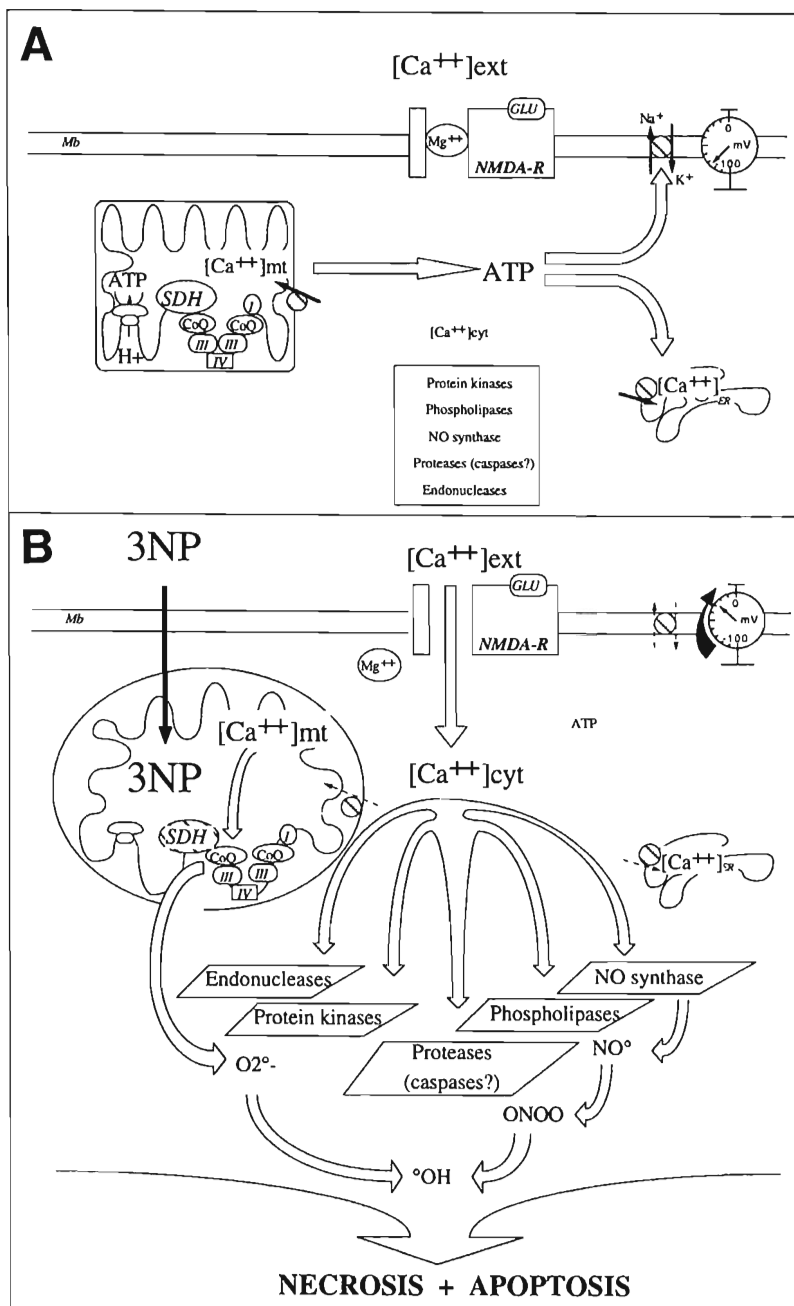 A
[Ca++]ext
GLU
Na+
0
mV
-100
Mb
Mg++
NMDA-R
K+
[Ca++]mt
ATP
SDH
I
CoQ
CoQ
III
III
IV
H+
ATP
[Ca++]cyt
[Ca++]ER
Protein kinases
Phospholipases
NO synthase
Proteases (caspases?)
Endonucleases
B
3NP
[Ca++]ext
GLU
0
mV
-100
Mb
NMDA-R
Mg++
ATP
[Ca++]mt
3NP
[Ca++]cyt
SDH
I
CoQ
CoQ
III
III
IV
[Ca++]
Endonucleases
NO synthase
Protein kinases
Phospholipases
Proteases
(caspases?)
NO°
O2°-
ONOO
°OH
NECROSIS + APOPTOSIS